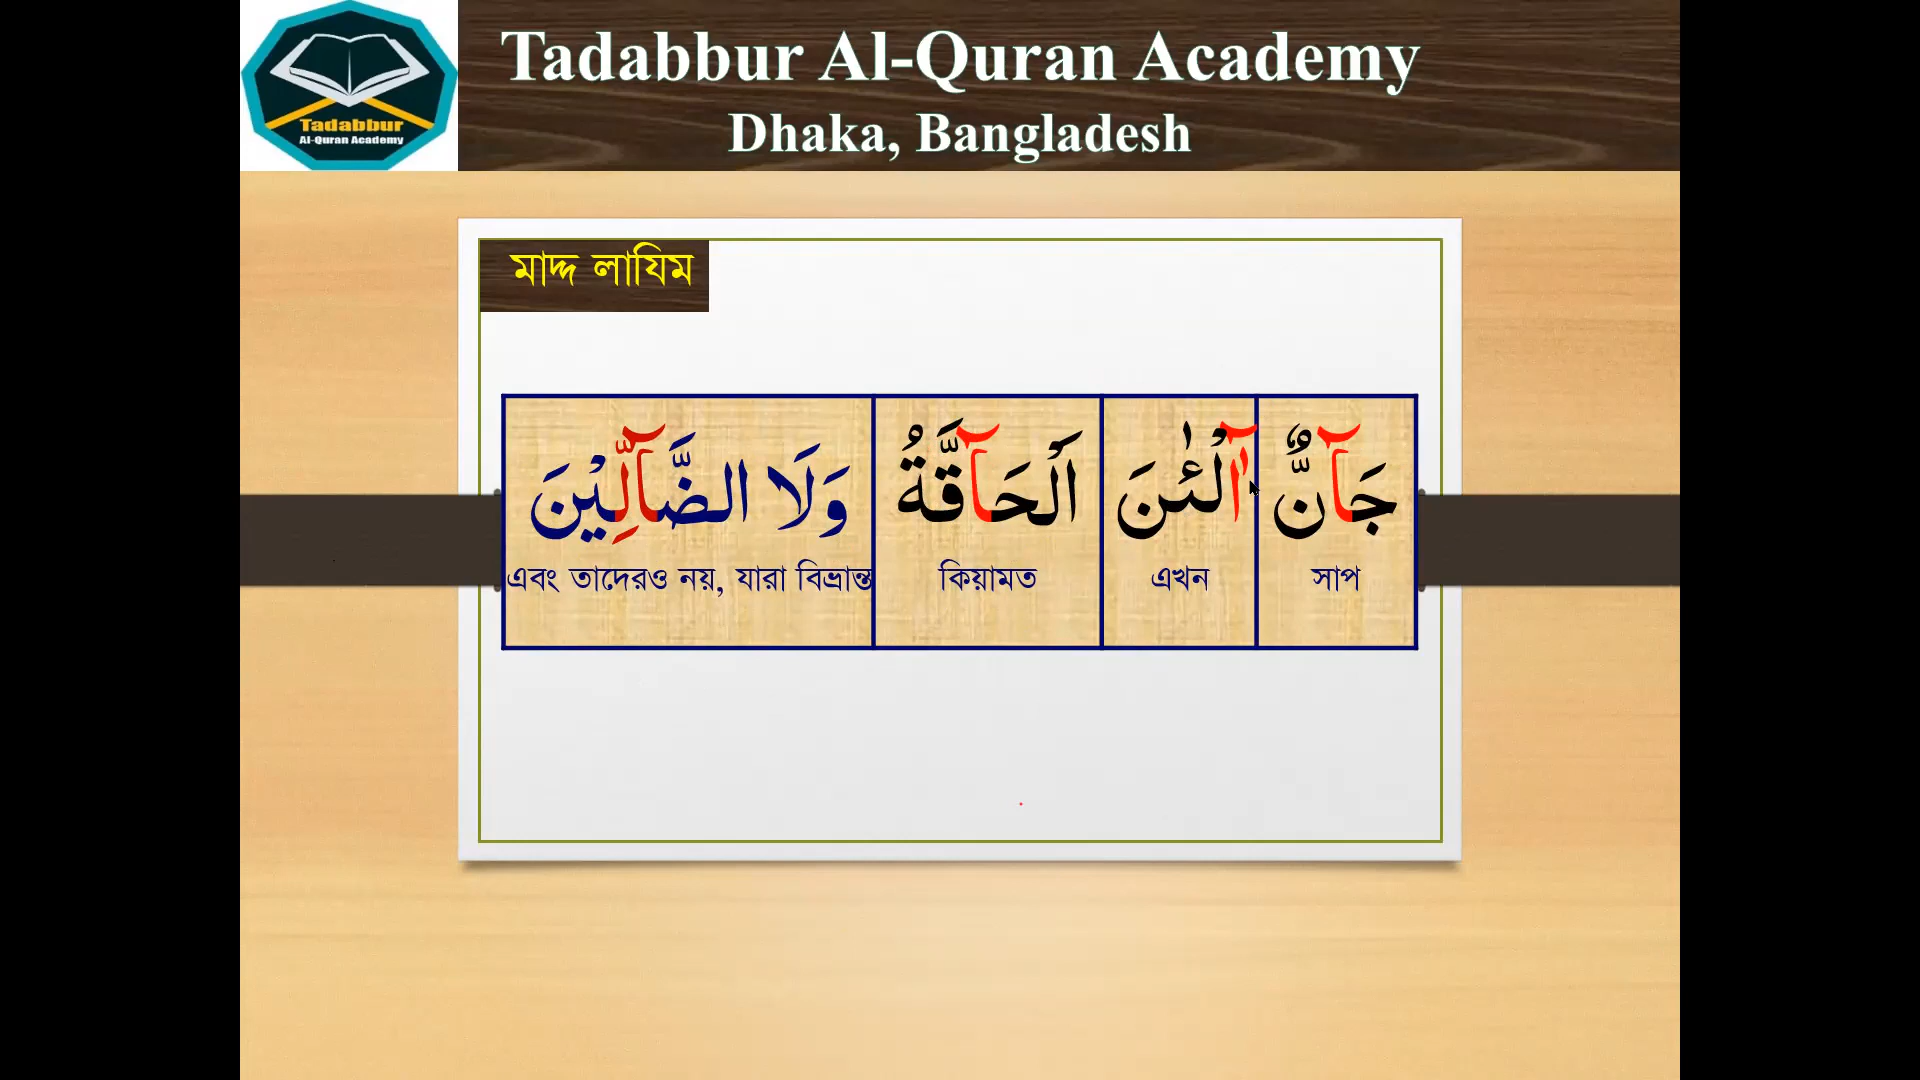 Tadabbur
Al-Quran Academy
Tadabbur Al-Quran Academy
Dhaka, Bangladesh
মাদ্দ লাযিম
جَآنٌّ
آٰلْـٰٔنَ
اَلْحَآقَّةُ
وَلَا الضَّآلِّيْنَ
সাপ
এখন
কিয়ামত
এবং তাদেরও নয়, যারা বিভ্রান্ত